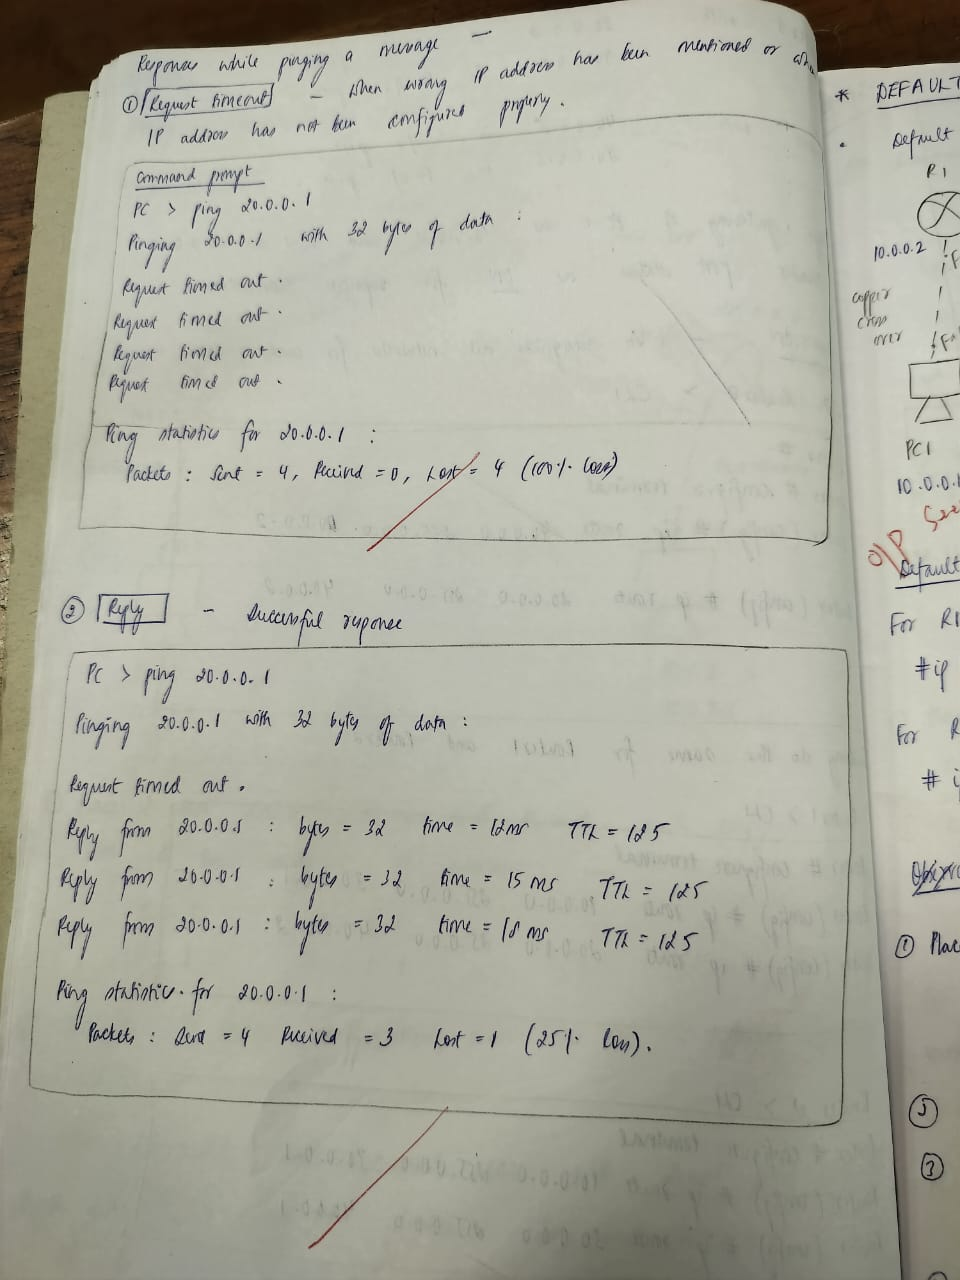 Responses while pinging a message —
① Request timeout — when wrong IP address has been mentioned or when
IP address has not been configured properly.
Command prompt
PC > ping 20.0.0.1
Pinging 20.0.0.1 with 32 bytes of data :
Request timed out.
Request timed out.
Request timed out.
Request timed out.
Ping statistics for 20.0.0.1 :
Packets : Sent = 4, Received = 0, Lost = 4 (100% loss)
② Reply — Successful response
PC > ping 20.0.0.1
Pinging 20.0.0.1 with 32 bytes of data :
Request timed out.
Reply from 20.0.0.1 : bytes = 32 time = 12ms TTL = 125
Reply from 20.0.0.1 : bytes = 32 time = 15 ms TTL = 125
Reply from 20.0.0.1 : bytes = 32 time = 18 ms TTL = 125
Ping statistics for 20.0.0.1 :
Packets : Sent = 4 Received = 3 Lost = 1 (25% loss).
* DEFAULT
Default
R1
10.0.0.2
copper
cross
over
PC1
10.0.0.1
O/P
Default
For R1
#ip
For R
# i
① Plac
⑤
③